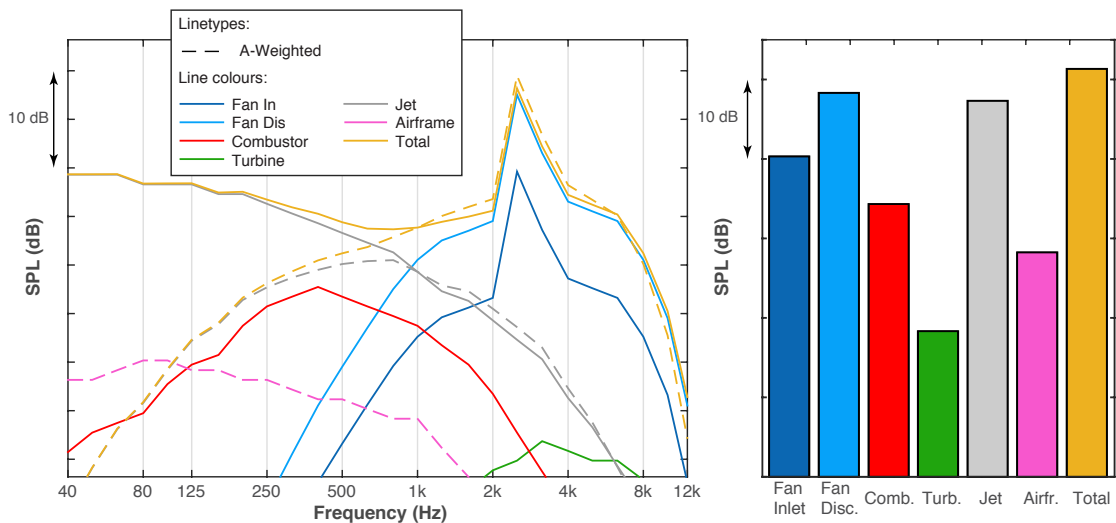 Linetypes:
A-Weighted
Line colours:
Fan In
Jet
Fan Dis
Airframe
Combustor
Total
Turbine
10 dB
SPL (dB)
40 80 125 250 500 1k 2k 4k 8k 12k
Frequency (Hz)
10 dB
SPL (dB)
Fan Inlet
Fan Disc.
Comb.
Turb.
Jet
Airfr.
Total